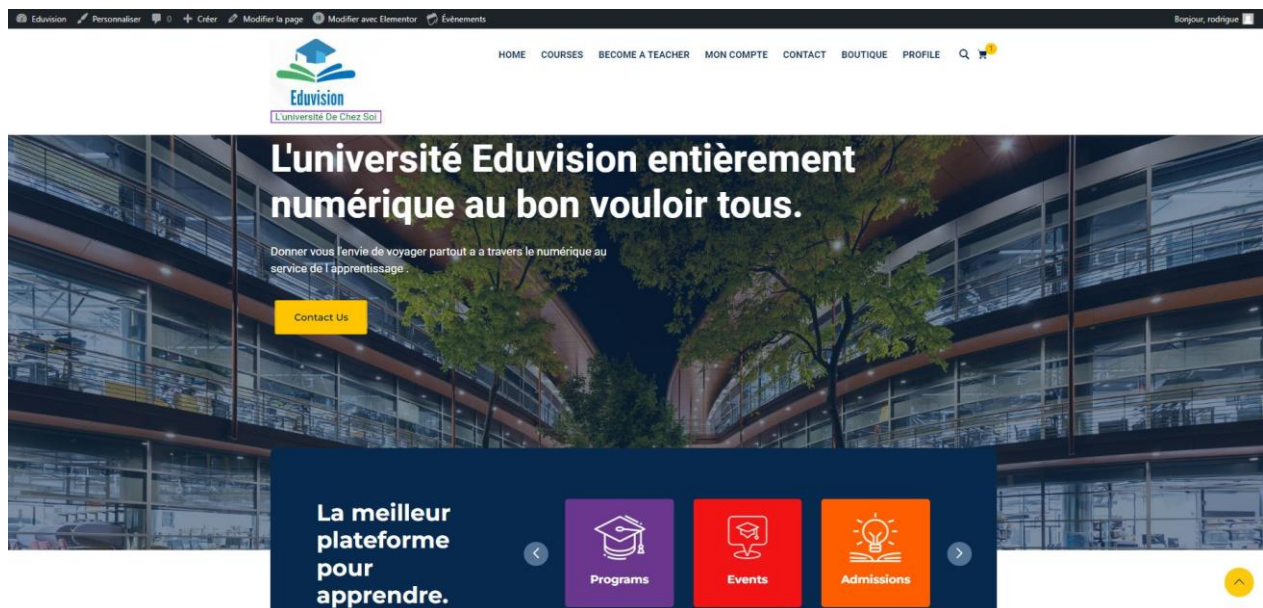 Eduvision Personnaliser 0 Créer Modifier la page Modifier avec Elementor Évènements Bonjour, rodrigue
HOME COURSES BECOME A TEACHER MON COMPTE CONTACT BOUTIQUE PROFILE 1
Eduvision
L'université De Chez Soi
L'université Eduvision entièrement
numérique au bon vouloir tous.
Donner vous l'envie de voyager partout a a travers le numérique au
service de l apprentissage .
Contact Us
La meilleur
plateforme
pour
apprendre.
Programs
Events
Admissions